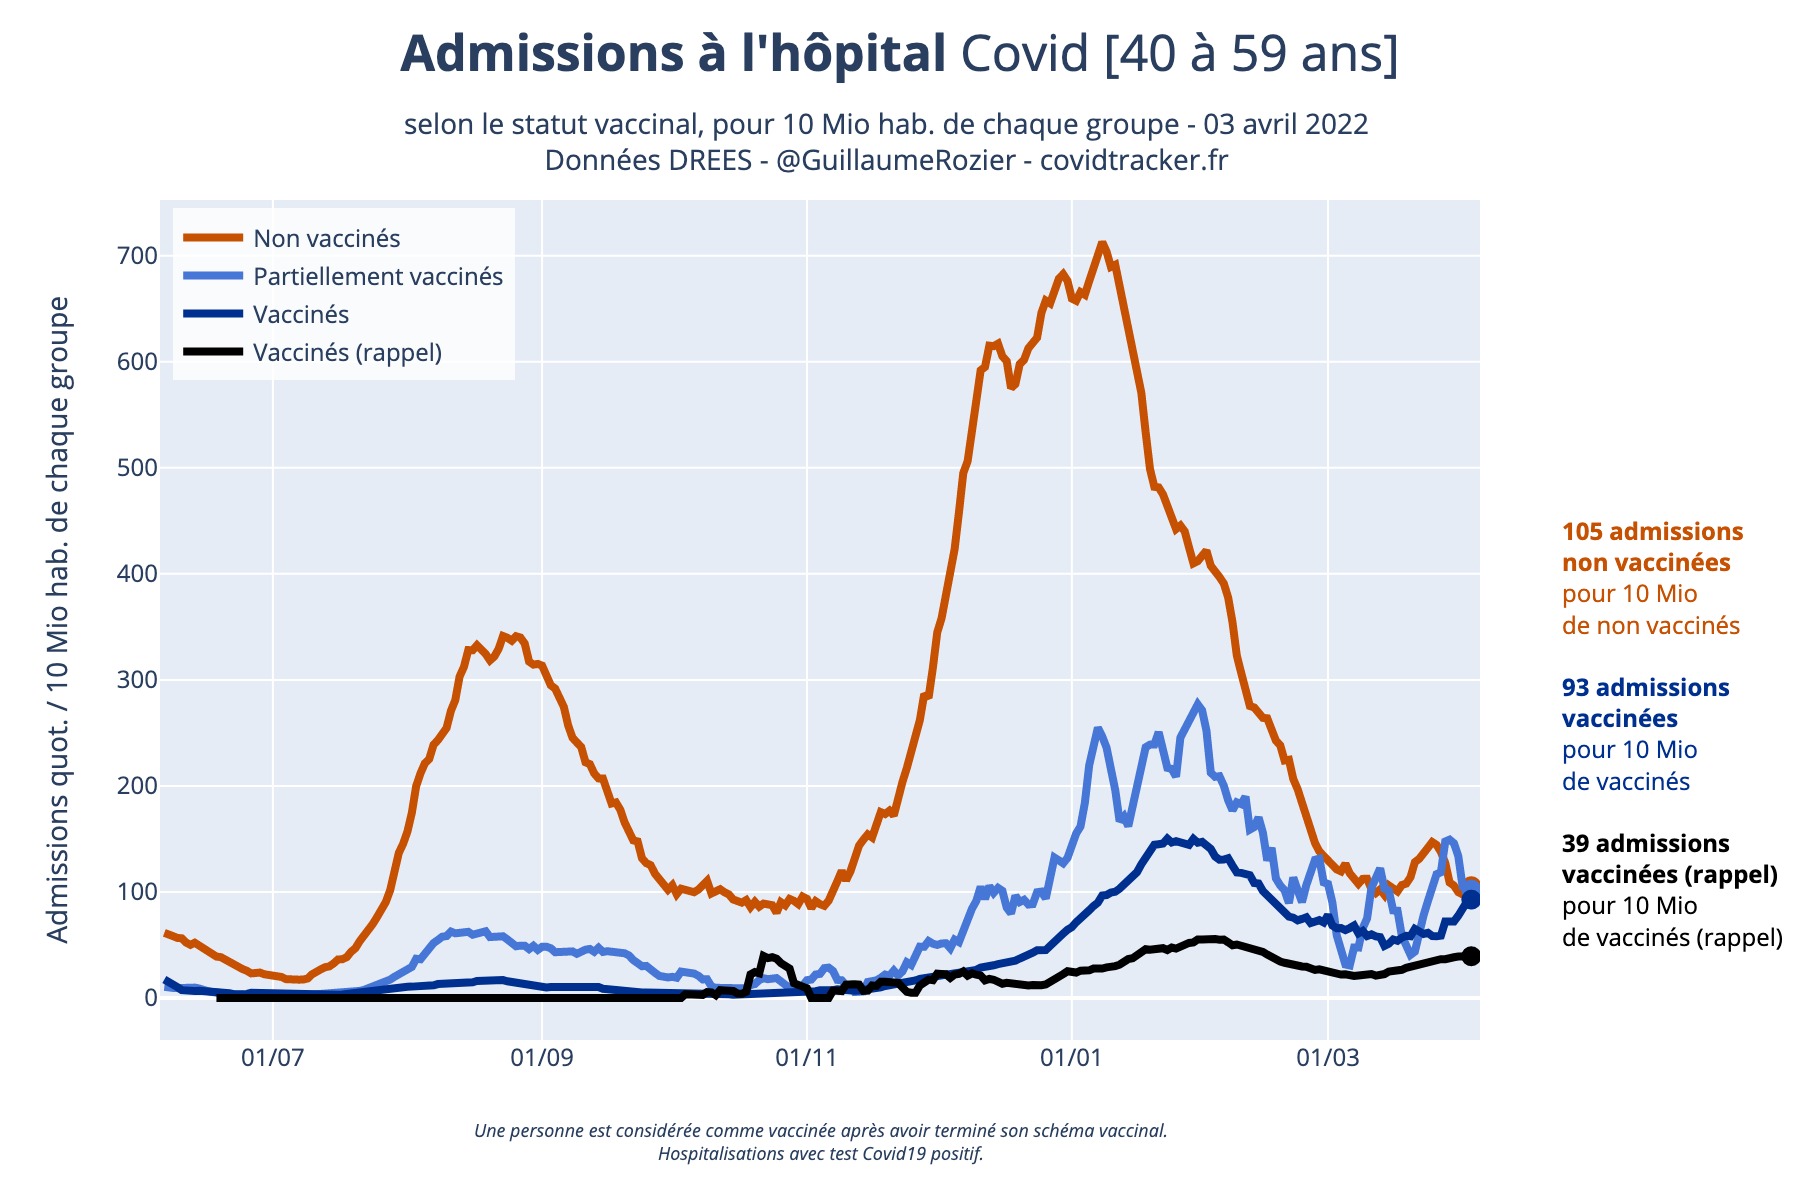 Admissions à l'hôpital Covid [40 à 59 ans]
selon le statut vaccinal, pour 10 Mio hab. de chaque groupe - 03 avril 2022
Données DREES - @GuillaumeRozier - covidtracker.fr
Admissions quot. / 10 Mio hab. de chaque groupe
Non vaccinés
Partiellement vaccinés
Vaccinés
Vaccinés (rappel)
700
600
500
400
300
200
100
0
01/07
01/09
01/11
01/01
01/03
105 admissions
non vaccinées
pour 10 Mio
de non vaccinés
93 admissions
vaccinées
pour 10 Mio
de vaccinés
39 admissions
vaccinées (rappel)
pour 10 Mio
de vaccinés (rappel)
Une personne est considérée comme vaccinée après avoir terminé son schéma vaccinal.
Hospitalisations avec test Covid19 positif.